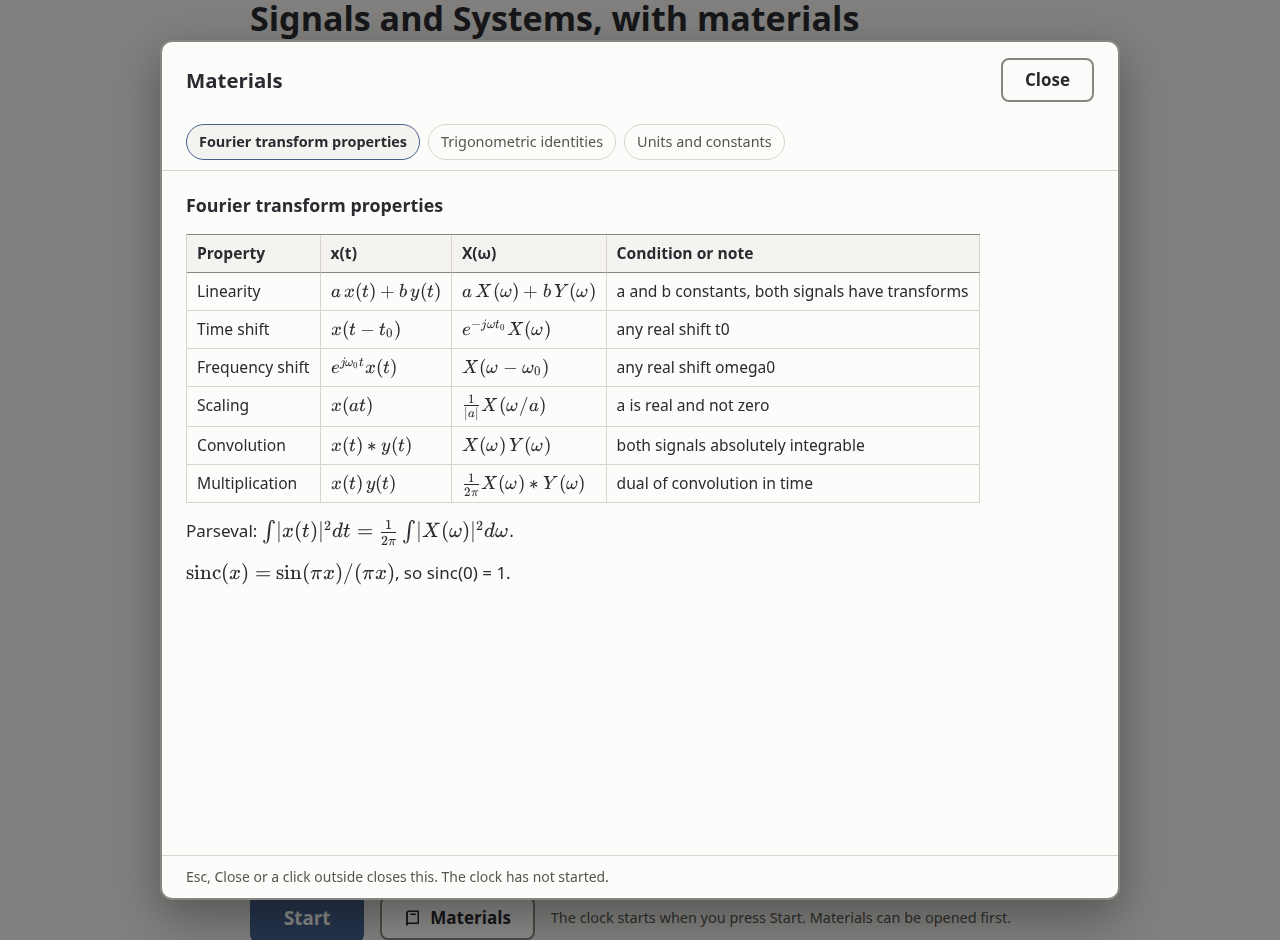 Signals and Systems, with materials
Materials
Close
Fourier transform properties
Trigonometric identities
Units and constants
Fourier transform properties
Property x(t) X(ω) Condition or note
Linearity a x(t) + b y(t) a X(ω) + b Y(ω) a and b constants, both signals have transforms
Time shift x(t − t₀) e^{−jωt₀} X(ω) any real shift t0
Frequency shift e^{jω₀t} x(t) X(ω − ω₀) any real shift omega0
Scaling x(at) 1/|a| X(ω/a) a is real and not zero
Convolution x(t) ∗ y(t) X(ω) Y(ω) both signals absolutely integrable
Multiplication x(t) y(t) 1/2π X(ω) ∗ Y(ω) dual of convolution in time
Parseval: ∫|x(t)|²dt = 1/2π ∫|X(ω)|²dω.
sinc(x) = sin(πx)/(πx), so sinc(0) = 1.
Esc, Close or a click outside closes this. The clock has not started.
Start
Materials
The clock starts when you press Start. Materials can be opened first.